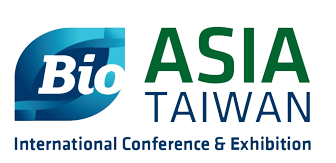 Bio
ASIA
TAIWAN
International Conference & Exhibition